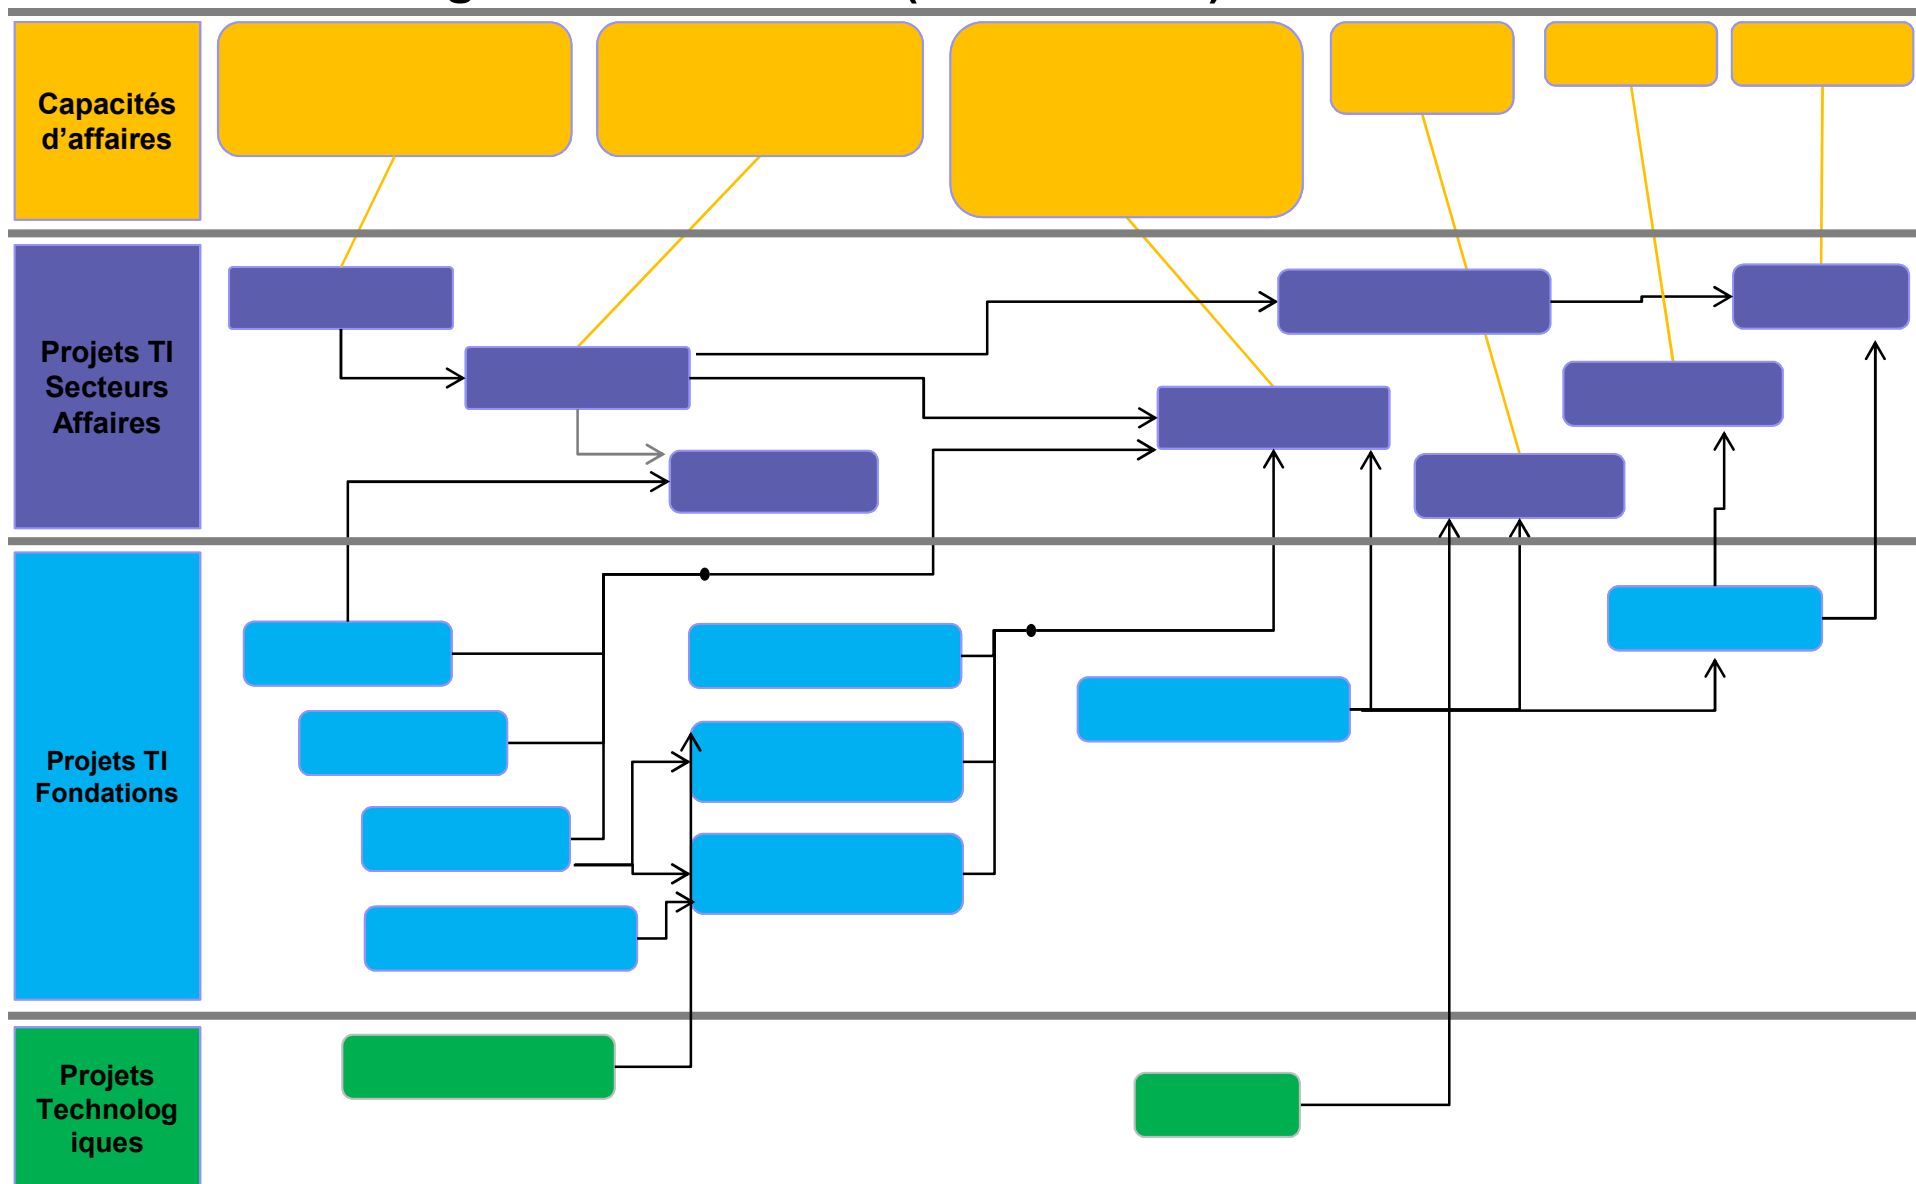 Capacités
d’affaires
Projets TI
Secteurs
Affaires
Projets TI
Fondations
Projets
Technolog
iques